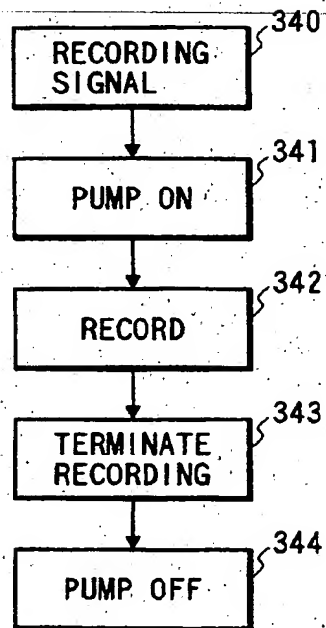 340
RECORDING
SIGNAL
341
PUMP ON
342
RECORD
343
TERMINATE
RECORDING
344
PUMP OFF